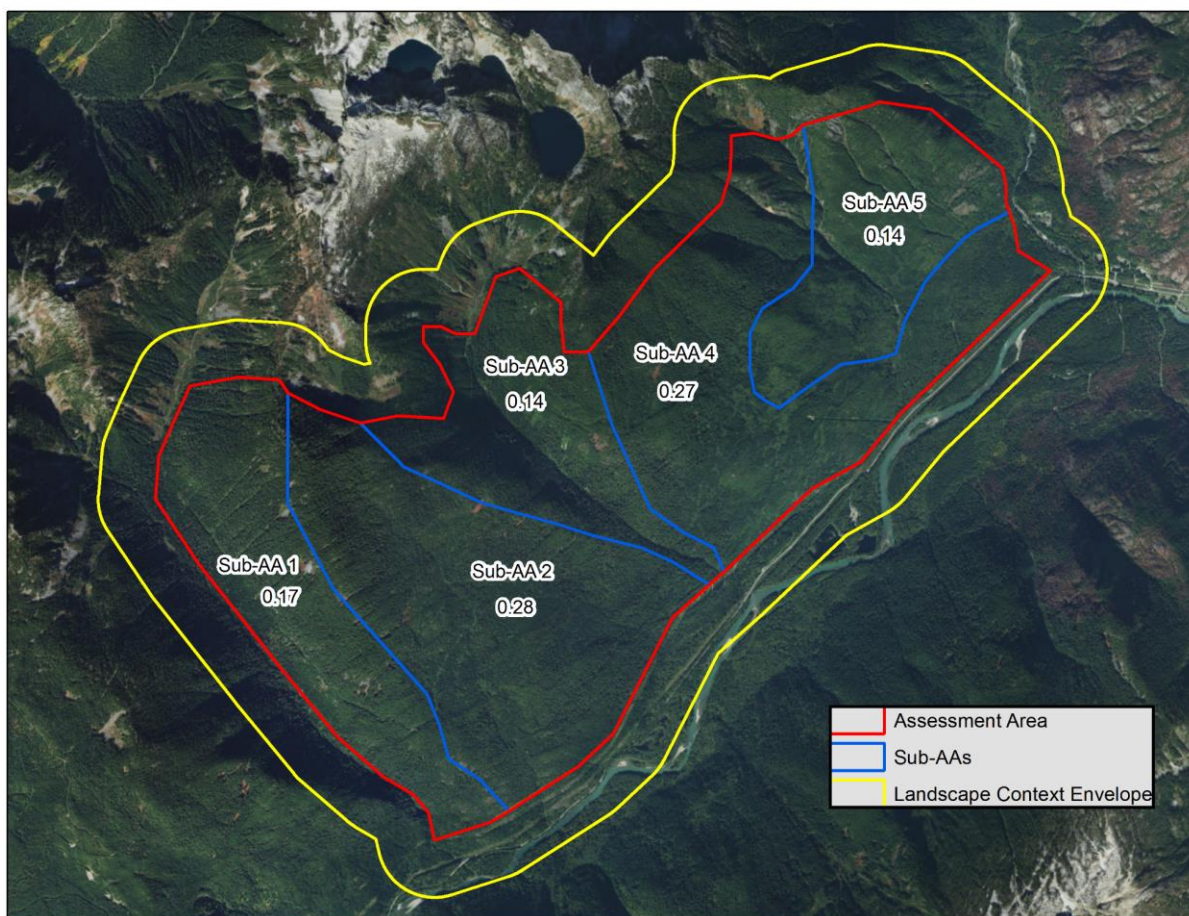 Sub-AA 5
0.14
Sub-AA 3
0.14
Sub-AA 4
0.27
Sub-AA 1
0.17
Sub-AA 2
0.28
Assessment Area
Sub-AAs
Landscape Context Envelope